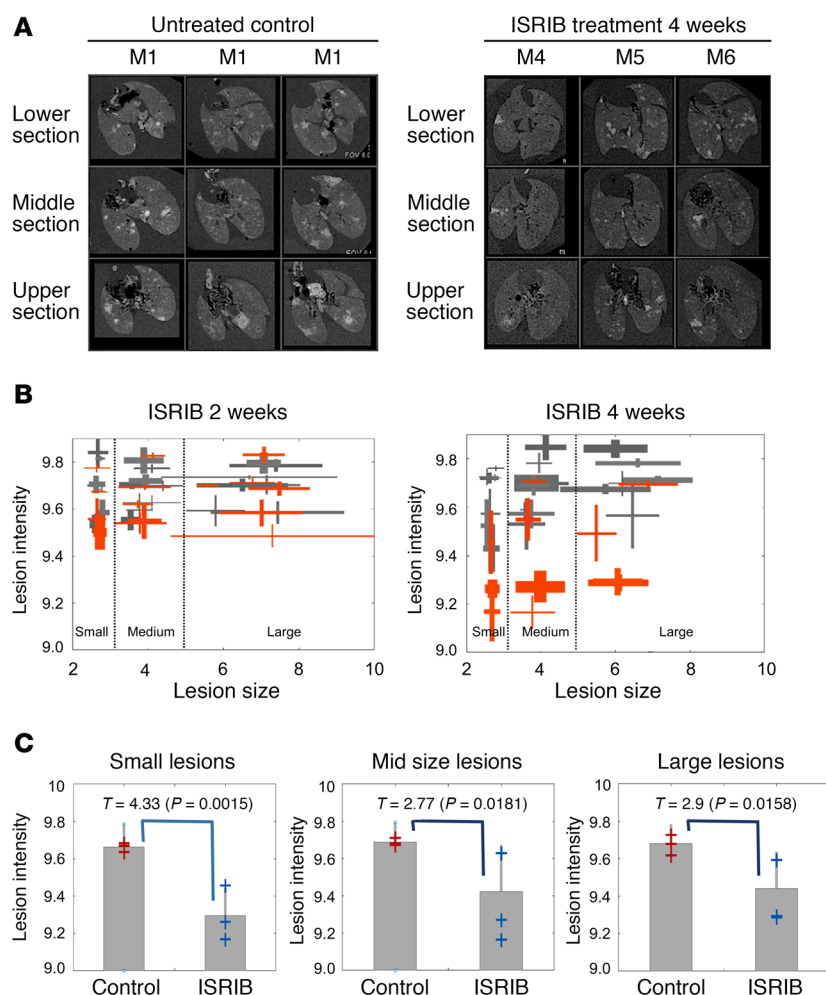 A
Untreated control
ISRIB treatment 4 weeks
M1 M1 M1
M4 M5 M6
Lower section
Lower section
FOV 6.0
Middle section
Middle section
Upper section
Upper section
B
ISRIB 2 weeks
ISRIB 4 weeks
Lesion intensity
9.8
9.6
9.4
9.2
9.0
Small Medium Large
2 4 6 8 10
Lesion size
Lesion intensity
9.8
9.6
9.4
9.2
9.0
Small Medium Large
2 4 6 8 10
Lesion size
C
Small lesions
Mid size lesions
Large lesions
Lesion intensity
10
9.8
9.6
9.4
9.2
9.0
T = 4.33 (P = 0.0015)
Control ISRIB
Lesion intensity
10
9.8
9.6
9.4
9.2
9.0
T = 2.77 (P = 0.0181)
Control ISRIB
Lesion intensity
10
9.8
9.6
9.4
9.2
9.0
T = 2.9 (P = 0.0158)
Control ISRIB